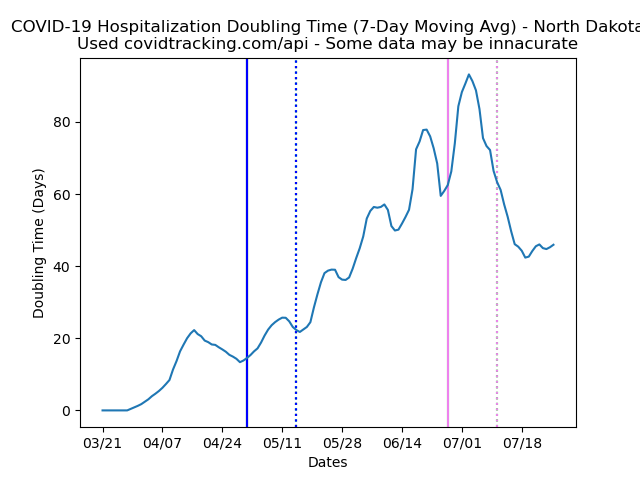 COVID-19 Hospitalization Doubling Time (7-Day Moving Avg) - North Dakota
Used covidtracking.com/api - Some data may be innacurate
80
60
40
20
0
Doubling Time (Days)
03/21 04/07 04/24 05/11 05/28 06/14 07/01 07/18
Dates